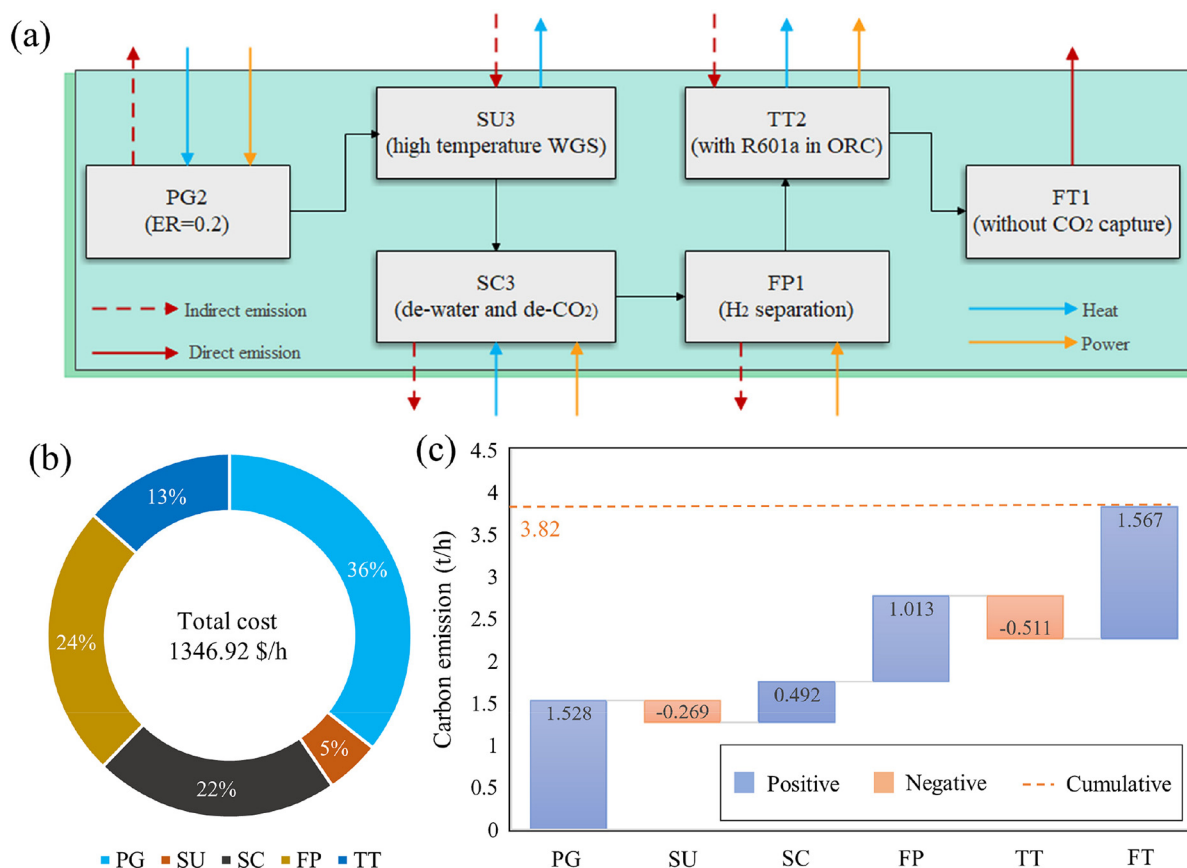 (a)
SU3
(high temperature WGS)
TT2
(with R601a in ORC)
PG2
(ER=0.2)
FT1
(without CO₂ capture)
SC3
(de-water and de-CO₂)
FP1
(H₂ separation)
Indirect emission
Direct emission
Heat
Power
(b)
13%
36%
24%
5%
22%
Total cost
1346.92 $/h
PG SU SC FP TT
(c)
Carbon emission (t/h)
4.5
4
3.5
3
2.5
2
1.5
1
0.5
0
3.82
1.528
-0.269
0.492
1.013
-0.511
1.567
Positive Negative Cumulative
PG SU SC FP TT FT